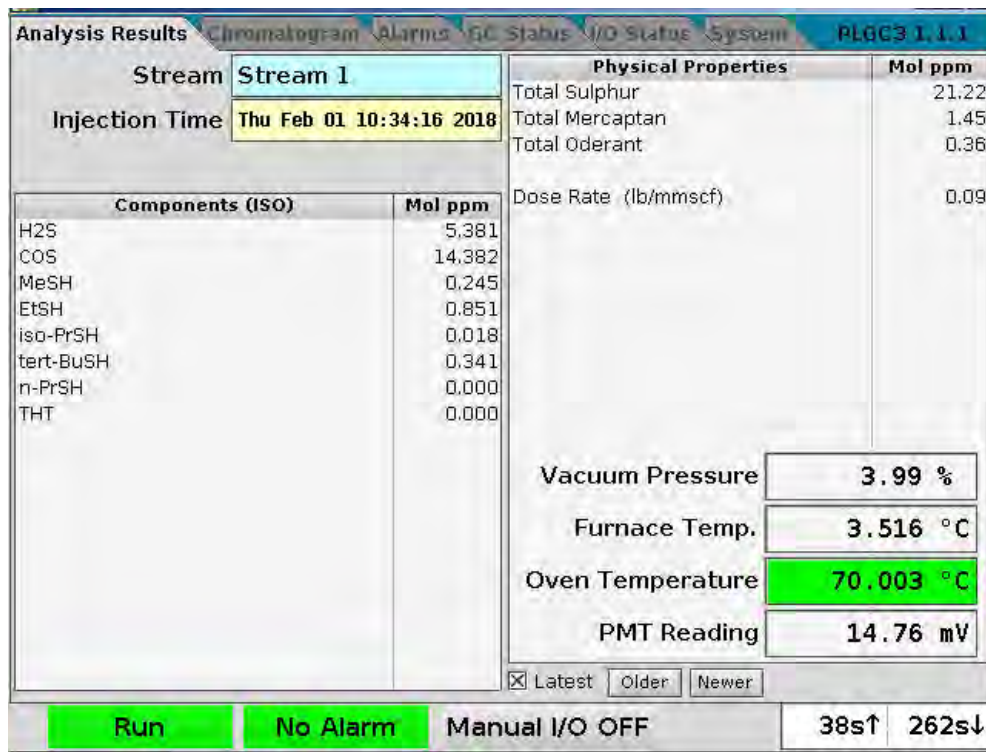 Analysis Results Chromatogram Alarms GC Status I/O Status System PLGC3 1.1.1
Stream Stream 1
Injection Time Thu Feb 01 10:34:16 2018
Components (ISO) Mol ppm
H2S 5.381
COS 14.382
MeSH 0.245
EtSH 0.851
iso-PrSH 0.018
tert-BuSH 0.341
n-PrSH 0.000
THT 0.000
Physical Properties Mol ppm
Total Sulphur 21.22
Total Mercaptan 1.45
Total Oderant 0.36
Dose Rate (lb/mmscf) 0.09
Vacuum Pressure 3.99 %
Furnace Temp. 3.516 °C
Oven Temperature 70.003 °C
PMT Reading 14.76 mV
Latest Older Newer
Run No Alarm Manual I/O OFF 38s↑ 262s↓